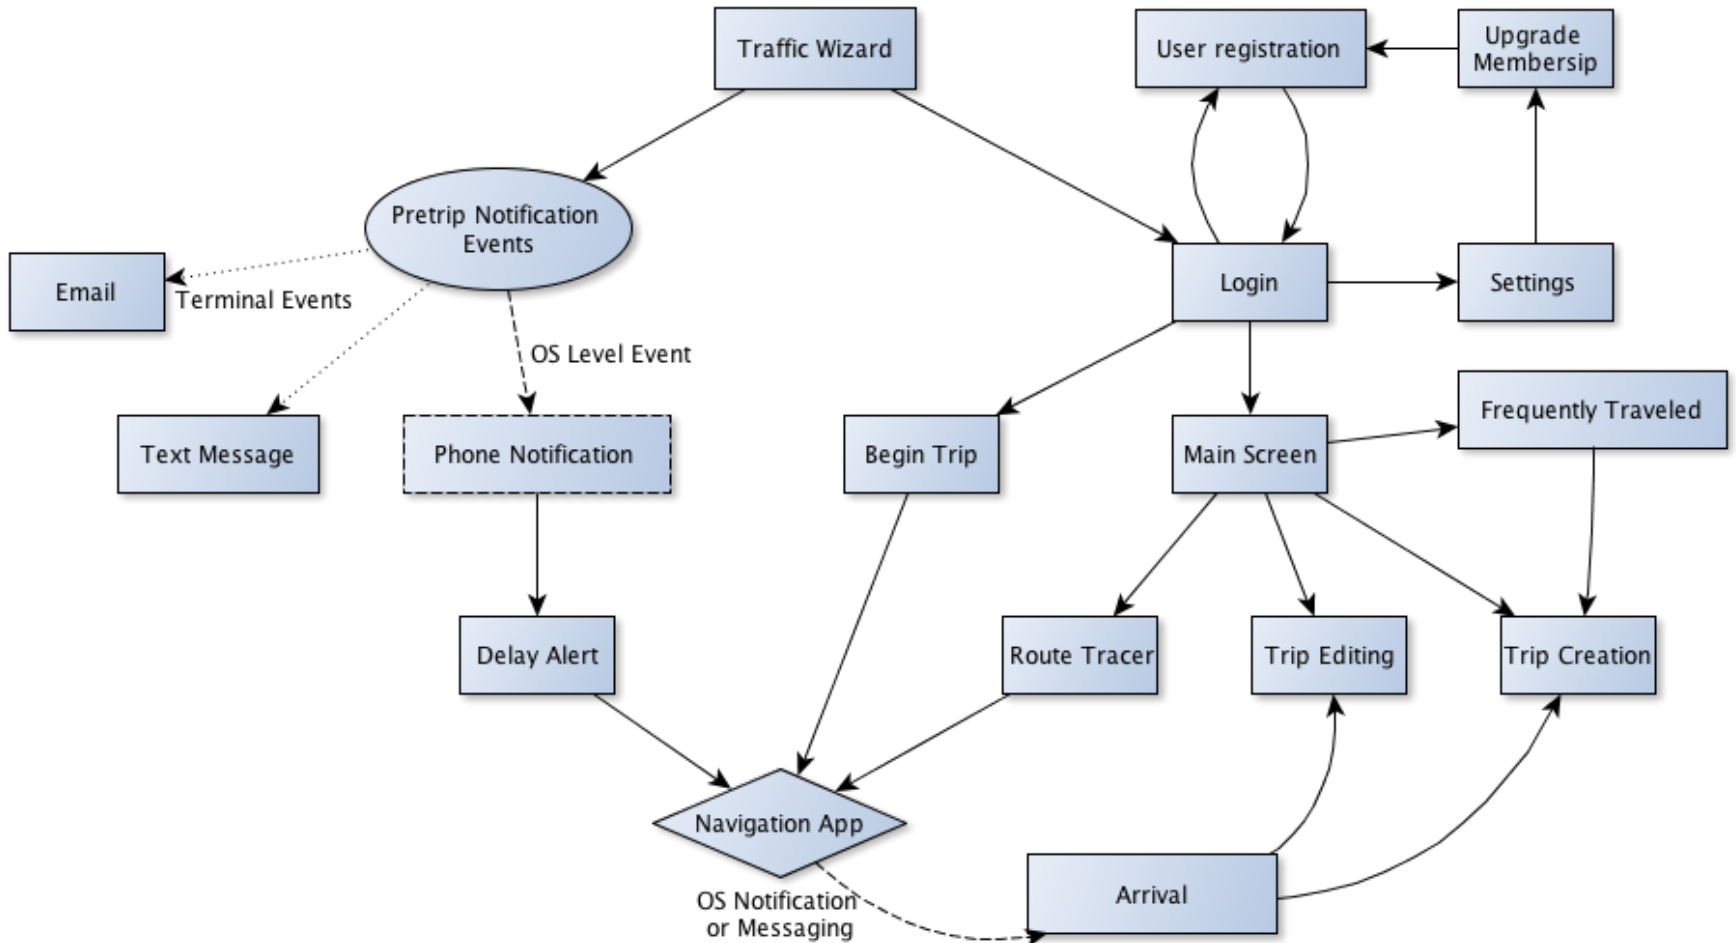 Traffic Wizard
User registration
Upgrade
Membersip
Pretrip Notification
Events
Email
Terminal Events
Login
Settings
OS Level Event
Text Message
Phone Notification
Begin Trip
Main Screen
Frequently Traveled
Delay Alert
Route Tracer
Trip Editing
Trip Creation
Navigation App
OS Notification
or Messaging
Arrival